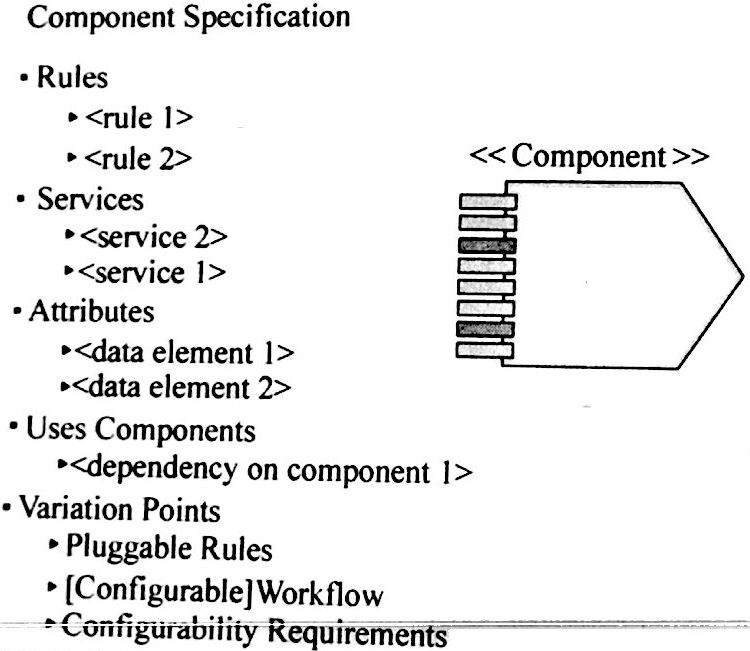 Component Specification
• Rules
▸ <rule 1>
▸ <rule 2>
<< Component >>
• Services
▸<service 2>
▸<service 1>
• Attributes
▸<data element 1>
▸<data element 2>
• Uses Components
▸<dependency on component 1>
• Variation Points
▸ Pluggable Rules
▸ [Configurable] Workflow
▸ Configurability Requirements